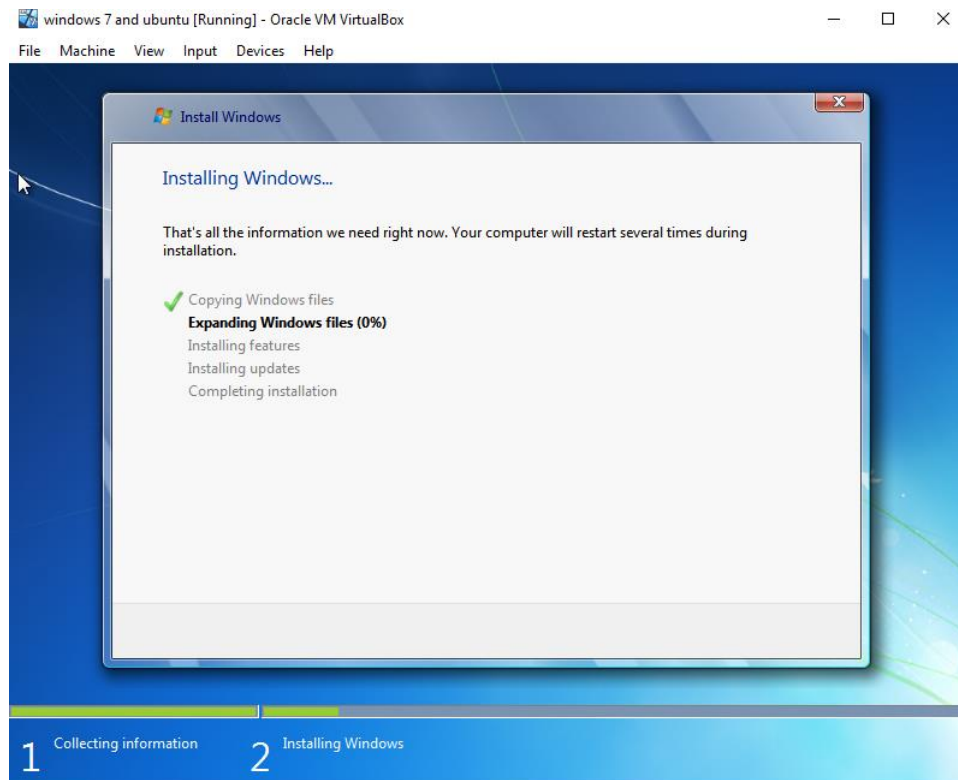 windows 7 and ubuntu [Running] - Oracle VM VirtualBox
File Machine View Input Devices Help
Install Windows
Installing Windows...
That's all the information we need right now. Your computer will restart several times during
installation.
Copying Windows files
Expanding Windows files (0%)
Installing features
Installing updates
Completing installation
1 Collecting information 2 Installing Windows